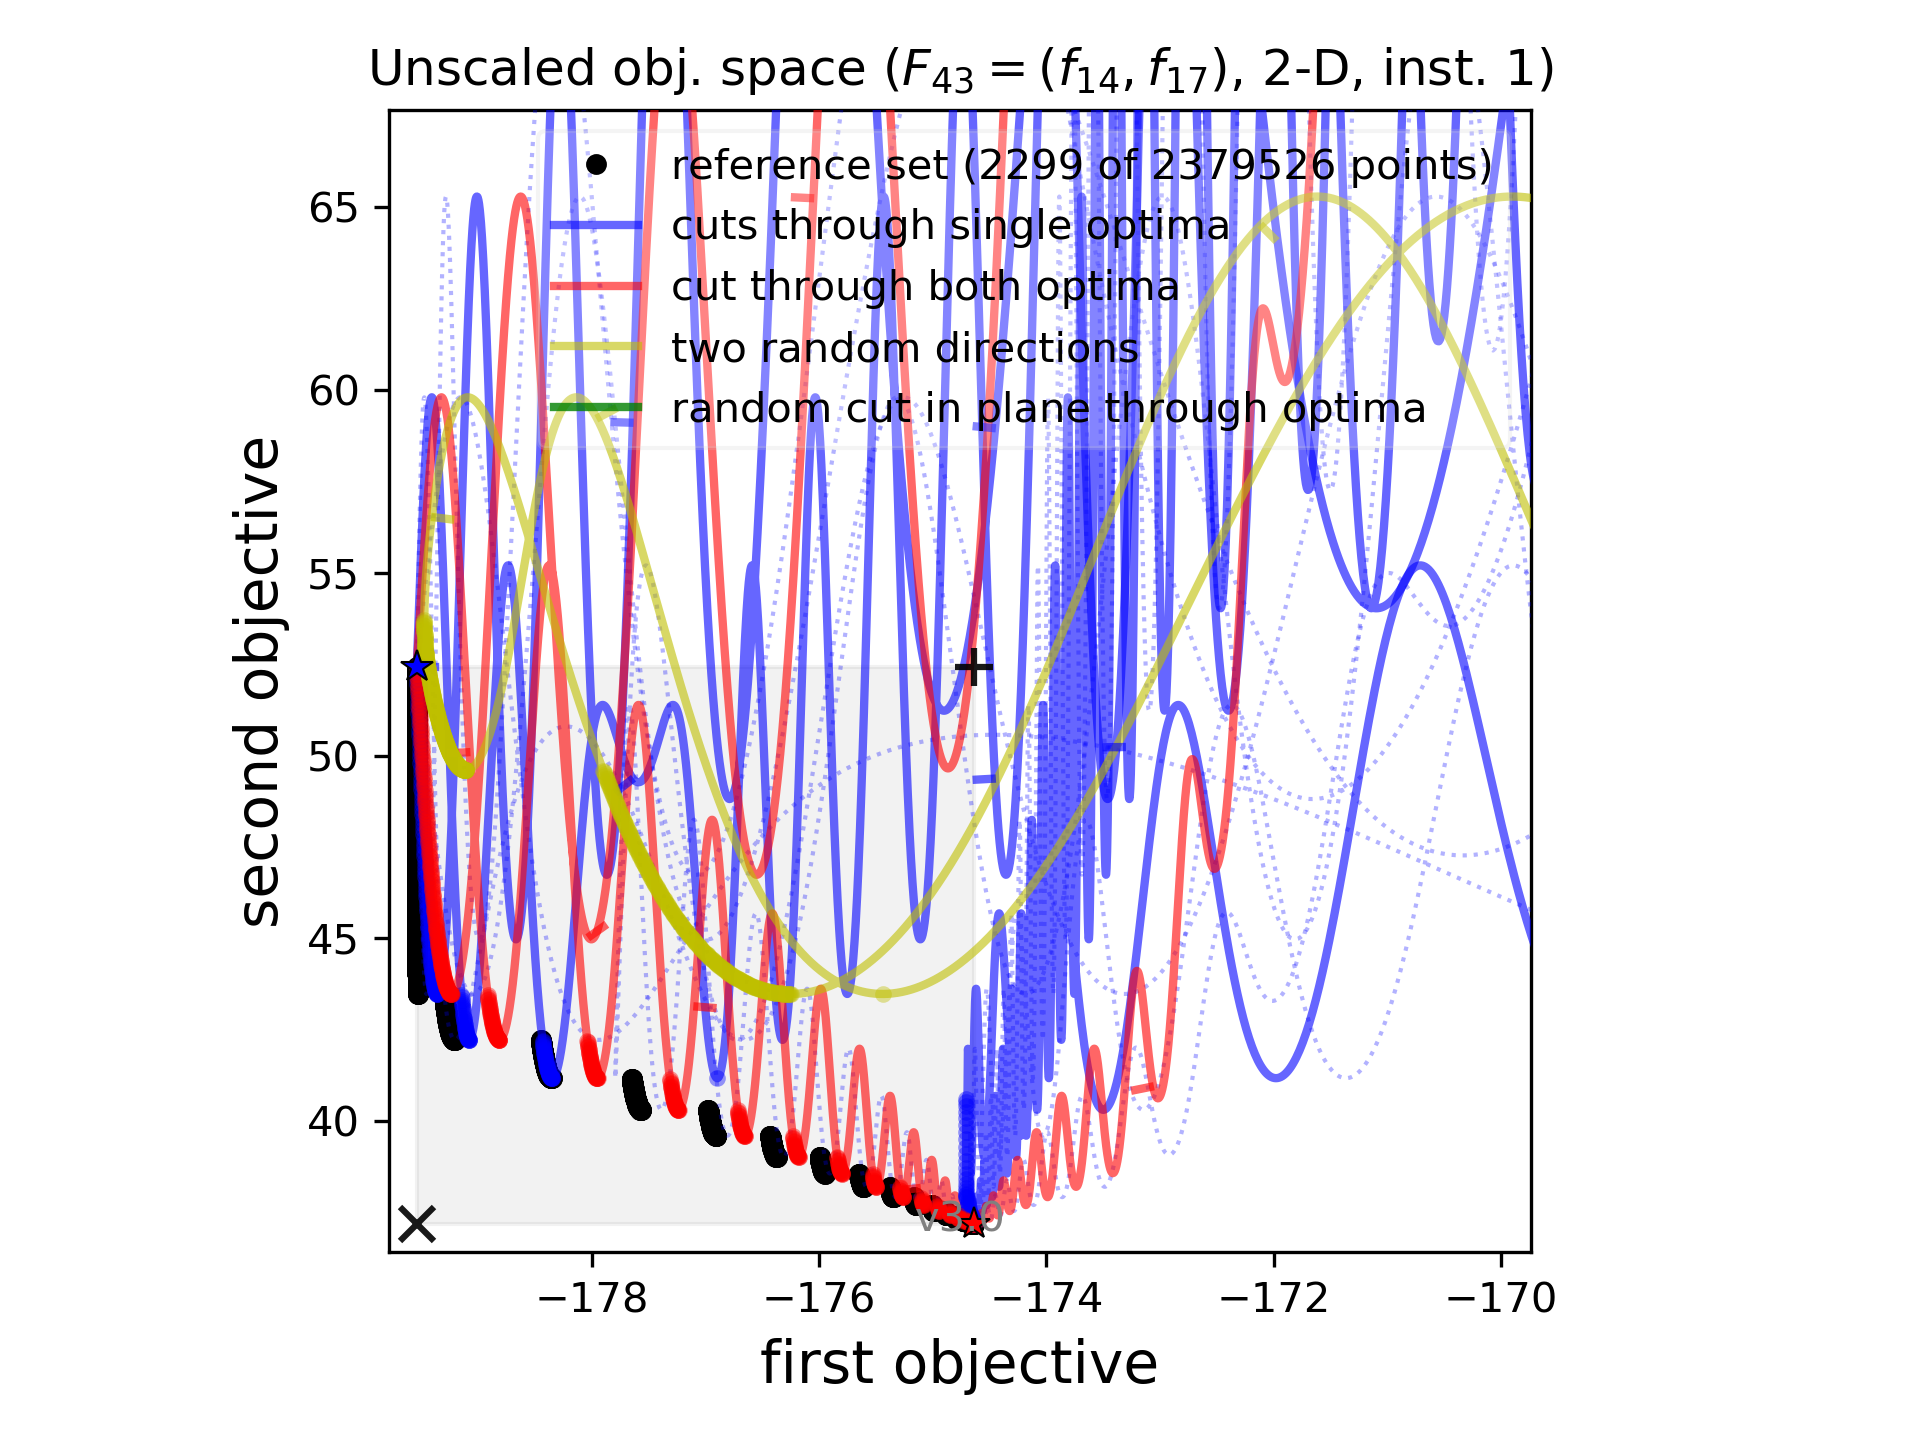 Unscaled obj. space (F43 = (f14, f17), 2-D, inst. 1)
reference set (2299 of 2379526 points)
cuts through single optima
cut through both optima
two random directions
random cut in plane through optima
65
60
55
50
45
40
second objective
v3.0
−178 −176 −174 −172 −170
first objective